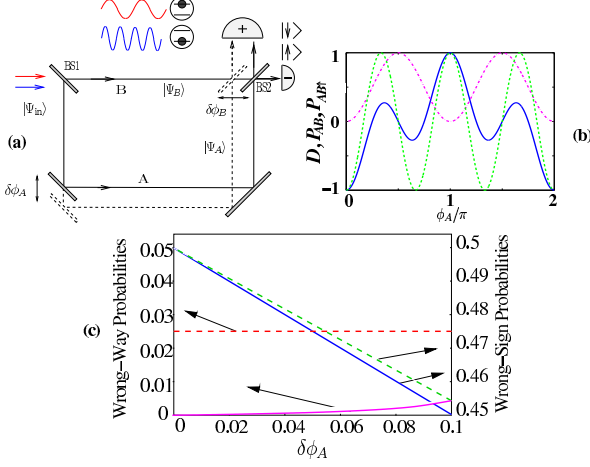 +
|↓>
|↑>
−
BS1
BS2
B
|Ψ_B⟩
δϕ_B
|Ψ_in⟩
(a)
|Ψ_A⟩
A
δϕ_A
D, P_AB, P_AB↑
1
0
−1
0
1
2
ϕ_A/π
(b)
Wrong−Way Probabilities
0.05
0.04
0.03
0.02
0.01
0
(c)
0.5
0.49
0.48
0.47
0.46
0.45
Wrong−Sign Probabilities
0
0.02
0.04
0.06
0.08
0.1
δϕ_A